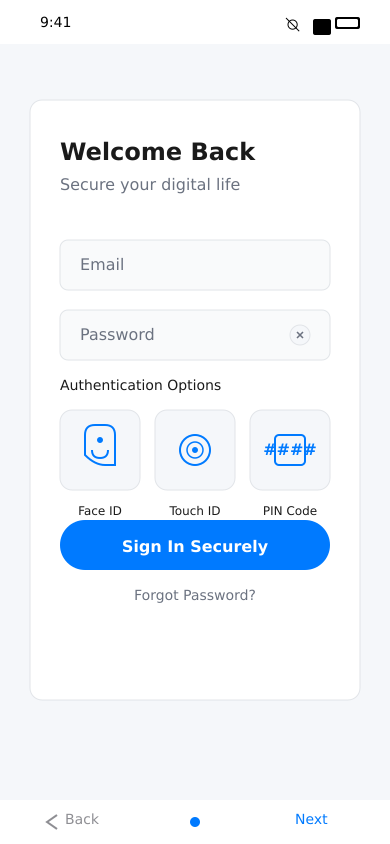 9:41
Welcome Back
Secure your digital life
Email
Password
Authentication Options
####
Face ID Touch ID PIN Code
Sign In Securely
Forgot Password?
Back Next